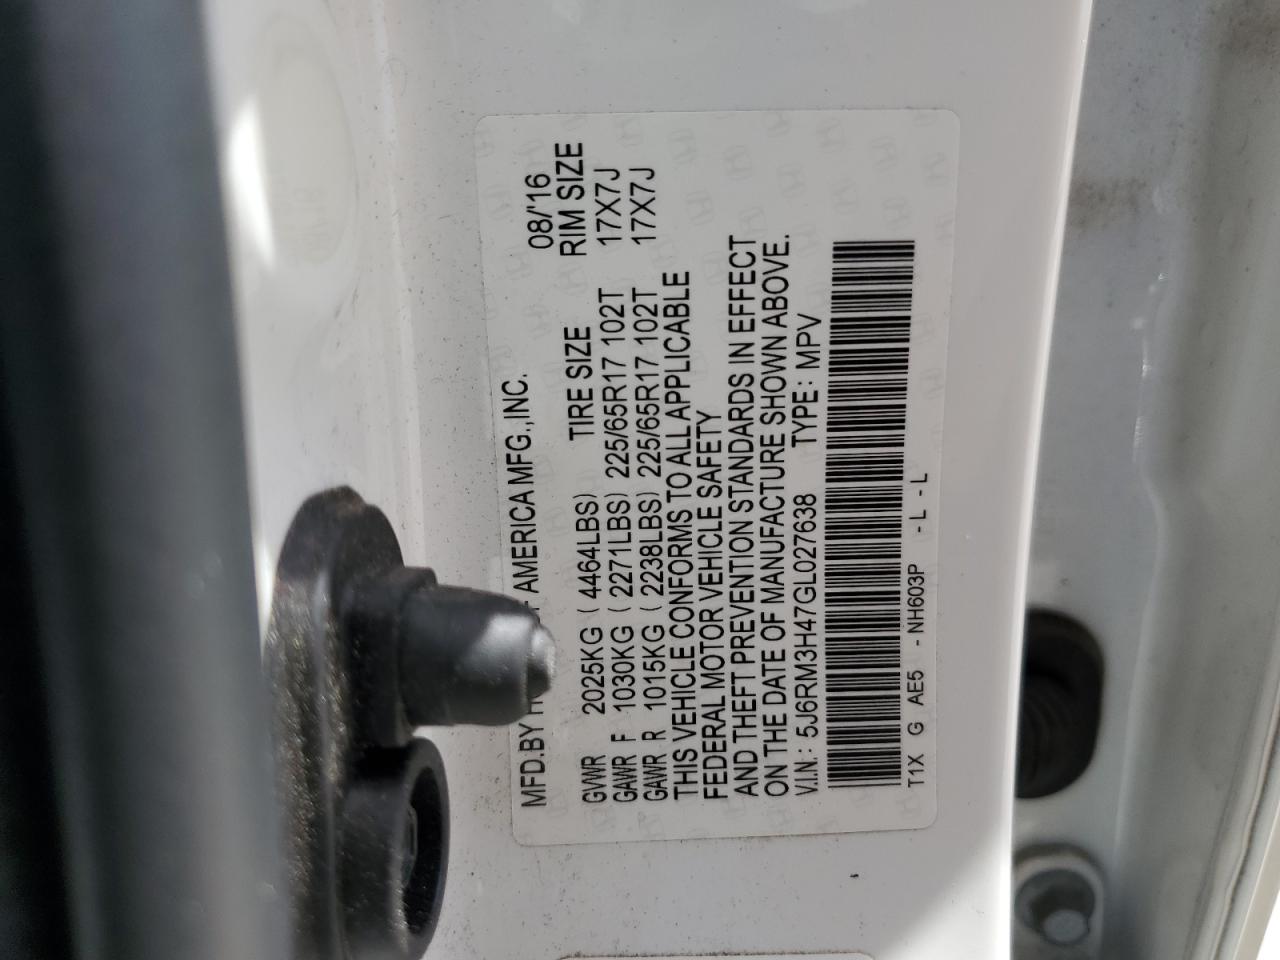 MFD.BY AMERICA MFG.,INC. 08/'16
TIRE SIZE RIM SIZE
GVWR 2025KG ( 4464LBS)
GAWR F 1030KG ( 2271LBS) 225/65R17 102T 17X7J
GAWR R 1015KG ( 2238LBS) 225/65R17 102T 17X7J
THIS VEHICLE CONFORMS TO ALL APPLICABLE
FEDERAL MOTOR VEHICLE SAFETY
AND THEFT PREVENTION STANDARDS IN EFFECT
ON THE DATE OF MANUFACTURE SHOWN ABOVE.
V.I.N.: 5J6RM3H47GL027638 TYPE: MPV
T1X G AE5 - NH603P - L - L